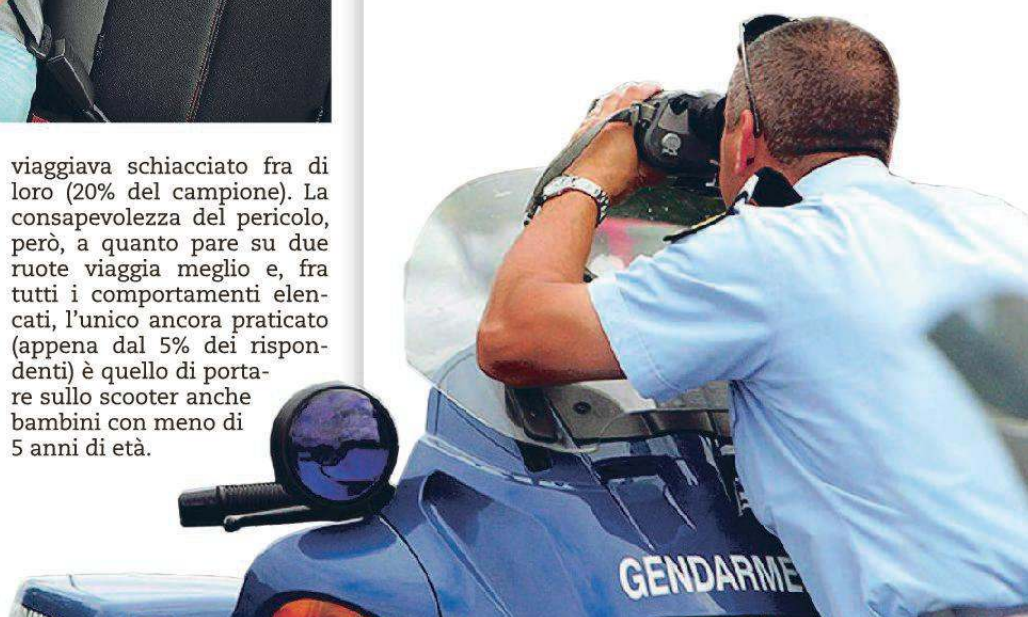 viaggiava schiacciato fra di
loro (20% del campione). La
consapevolezza del pericolo,
però, a quanto pare su due
ruote viaggia meglio e, fra
tutti i comportamenti elen-
cati, l'unico ancora praticato
(appena dal 5% dei rispon-
denti) è quello di porta-
re sullo scooter anche
bambini con meno di
5 anni di età.
GENDARME